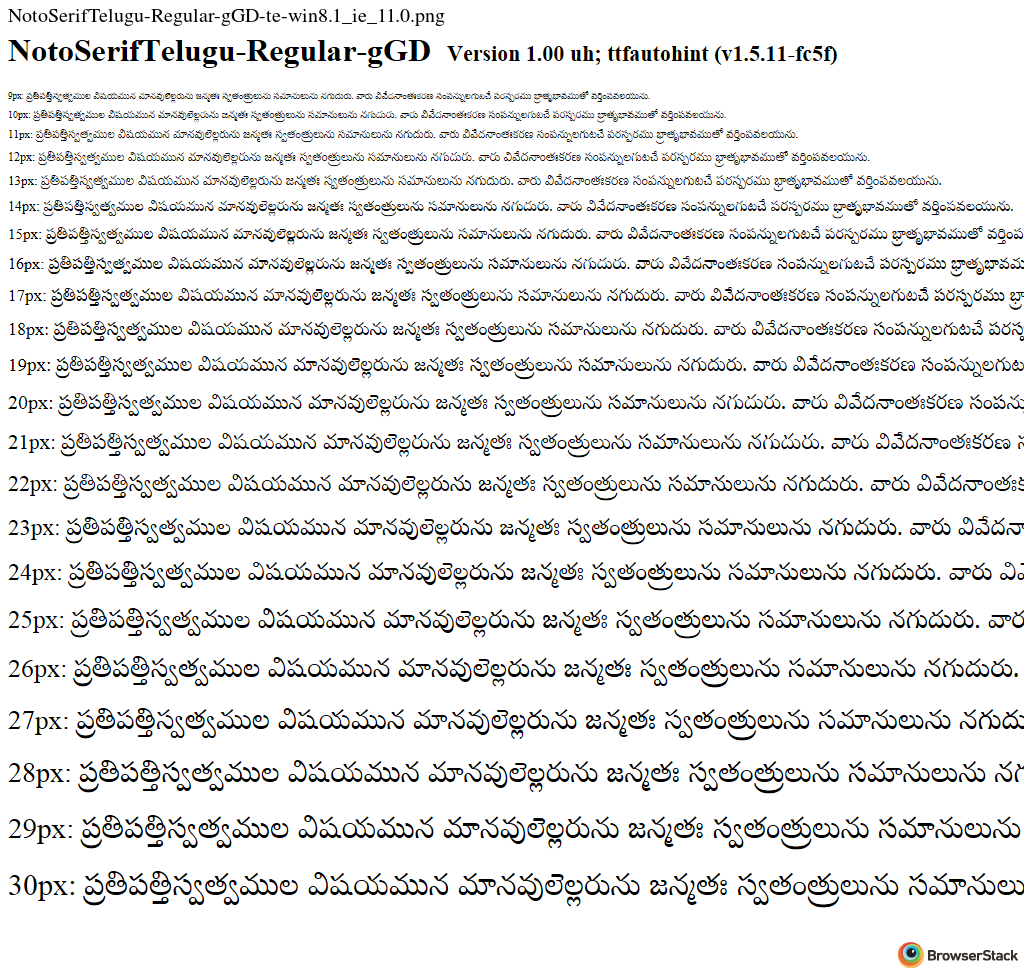 NotoSerifTelugu-Regular-gGD-te-win8.1_ie_11.0.png
NotoSerifTelugu-Regular-gGD Version 1.00 uh; ttfautohint (v1.5.11-fc5f)
9px: ప్రతిపత్తిస్వత్వముల విషయమున మానవులెల్లరును జన్మతః స్వతంత్రులును సమానులును నగుదురు. వారు వివేదనాంతఃకరణ సంపన్నులగుటచే పరస్పరము భ్రాతృభావముతో వర్తింపవలయును.
10px: ప్రతిపత్తిస్వత్వముల విషయమున మానవులెల్లరును జన్మతః స్వతంత్రులును సమానులును నగుదురు. వారు వివేదనాంతఃకరణ సంపన్నులగుటచే పరస్పరము భ్రాతృభావముతో వర్తింపవలయును.
11px: ప్రతిపత్తిస్వత్వముల విషయమున మానవులెల్లరును జన్మతః స్వతంత్రులును సమానులును నగుదురు. వారు వివేదనాంతఃకరణ సంపన్నులగుటచే పరస్పరము భ్రాతృభావముతో వర్తింపవలయును.
12px: ప్రతిపత్తిస్వత్వముల విషయమున మానవులెల్లరును జన్మతః స్వతంత్రులును సమానులును నగుదురు. వారు వివేదనాంతఃకరణ సంపన్నులగుటచే పరస్పరము భ్రాతృభావముతో వర్తింపవలయును.
13px: ప్రతిపత్తిస్వత్వముల విషయమున మానవులెల్లరును జన్మతః స్వతంత్రులును సమానులును నగుదురు. వారు వివేదనాంతఃకరణ సంపన్నులగుటచే పరస్పరము భ్రాతృభావముతో వర్తింపవలయును.
14px: ప్రతిపత్తిస్వత్వముల విషయమున మానవులెల్లరును జన్మతః స్వతంత్రులును సమానులును నగుదురు. వారు వివేదనాంతఃకరణ సంపన్నులగుటచే పరస్పరము భ్రాతృభావముతో వర్తింపవలయును.
15px: ప్రతిపత్తిస్వత్వముల విషయమున మానవులెల్లరును జన్మతః స్వతంత్రులును సమానులును నగుదురు. వారు వివేదనాంతఃకరణ సంపన్నులగుటచే పరస్పరము భ్రాతృభావముతో వర్తింప
16px: ప్రతిపత్తిస్వత్వముల విషయమున మానవులెల్లరును జన్మతః స్వతంత్రులును సమానులును నగుదురు. వారు వివేదనాంతఃకరణ సంపన్నులగుటచే పరస్పరము భ్రాతృభావము
17px: ప్రతిపత్తిస్వత్వముల విషయమున మానవులెల్లరును జన్మతః స్వతంత్రులును సమానులును నగుదురు. వారు వివేదనాంతఃకరణ సంపన్నులగుటచే పరస్పరము భ్రా
18px: ప్రతిపత్తిస్వత్వముల విషయమున మానవులెల్లరును జన్మతః స్వతంత్రులును సమానులును నగుదురు. వారు వివేదనాంతఃకరణ సంపన్నులగుటచే పరస్ప
19px: ప్రతిపత్తిస్వత్వముల విషయమున మానవులెల్లరును జన్మతః స్వతంత్రులును సమానులును నగుదురు. వారు వివేదనాంతఃకరణ సంపన్నులగుట
20px: ప్రతిపత్తిస్వత్వముల విషయమున మానవులెల్లరును జన్మతః స్వతంత్రులును సమానులును నగుదురు. వారు వివేదనాంతఃకరణ సంపన్ను
21px: ప్రతిపత్తిస్వత్వముల విషయమున మానవులెల్లరును జన్మతః స్వతంత్రులును సమానులును నగుదురు. వారు వివేదనాంతఃకరణ
22px: ప్రతిపత్తిస్వత్వముల విషయమున మానవులెల్లరును జన్మతః స్వతంత్రులును సమానులును నగుదురు. వారు వివేదనాంతఃక
23px: ప్రతిపత్తిస్వత్వముల విషయమున మానవులెల్లరును జన్మతః స్వతంత్రులును సమానులును నగుదురు. వారు వివేదనా
24px: ప్రతిపత్తిస్వత్వముల విషయమున మానవులెల్లరును జన్మతః స్వతంత్రులును సమానులును నగుదురు. వారు వివే
25px: ప్రతిపత్తిస్వత్వముల విషయమున మానవులెల్లరును జన్మతః స్వతంత్రులును సమానులును నగుదురు. వారు
26px: ప్రతిపత్తిస్వత్వముల విషయమున మానవులెల్లరును జన్మతః స్వతంత్రులును సమానులును నగుదురు.
27px: ప్రతిపత్తిస్వత్వముల విషయమున మానవులెల్లరును జన్మతః స్వతంత్రులును సమానులును నగుదు
28px: ప్రతిపత్తిస్వత్వముల విషయమున మానవులెల్లరును జన్మతః స్వతంత్రులును సమానులును నగ
29px: ప్రతిపత్తిస్వత్వముల విషయమున మానవులెల్లరును జన్మతః స్వతంత్రులును సమానులును
30px: ప్రతిపత్తిస్వత్వముల విషయమున మానవులెల్లరును జన్మతః స్వతంత్రులును సమానులు
BrowserStack